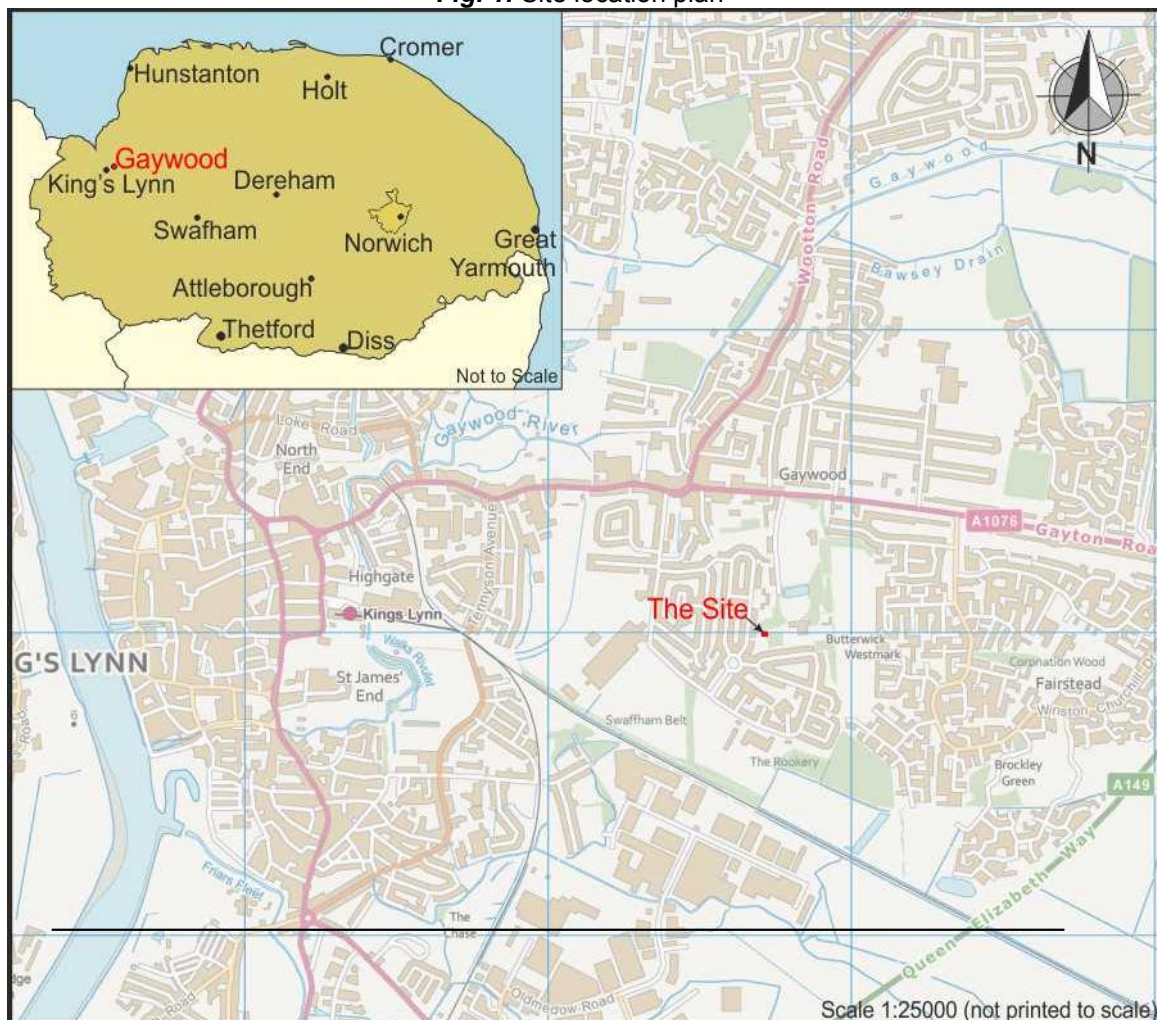 Fig. 1: Site location plan
Cromer
Hunstanton
Holt
Gaywood
King's Lynn
Dereham
Swafham
Norwich
Great
Yarmouth
Attleborough
Thetford
Diss
Not to Scale
N
Wootton Road
Gaywood
Bawsey Drain
Loke Road
Gaywood River
North
End
Gaywood
A1076
Gayton Roa
Tennyson Avenue
Highgate
Kings Lynn
The Site
Walks Rivulet
Butterwick
Westmark
G'S LYNN
St James'
End
Coronation Wood
Fairstead
Winston Churchill D
Swaffham Belt
The Rookery
Brockley
Green
A149
Friars Fleet
The
Chase
Queen Elizabeth Way
Road
Oldmedow Road
Scale 1:25000 (not printed to scale)